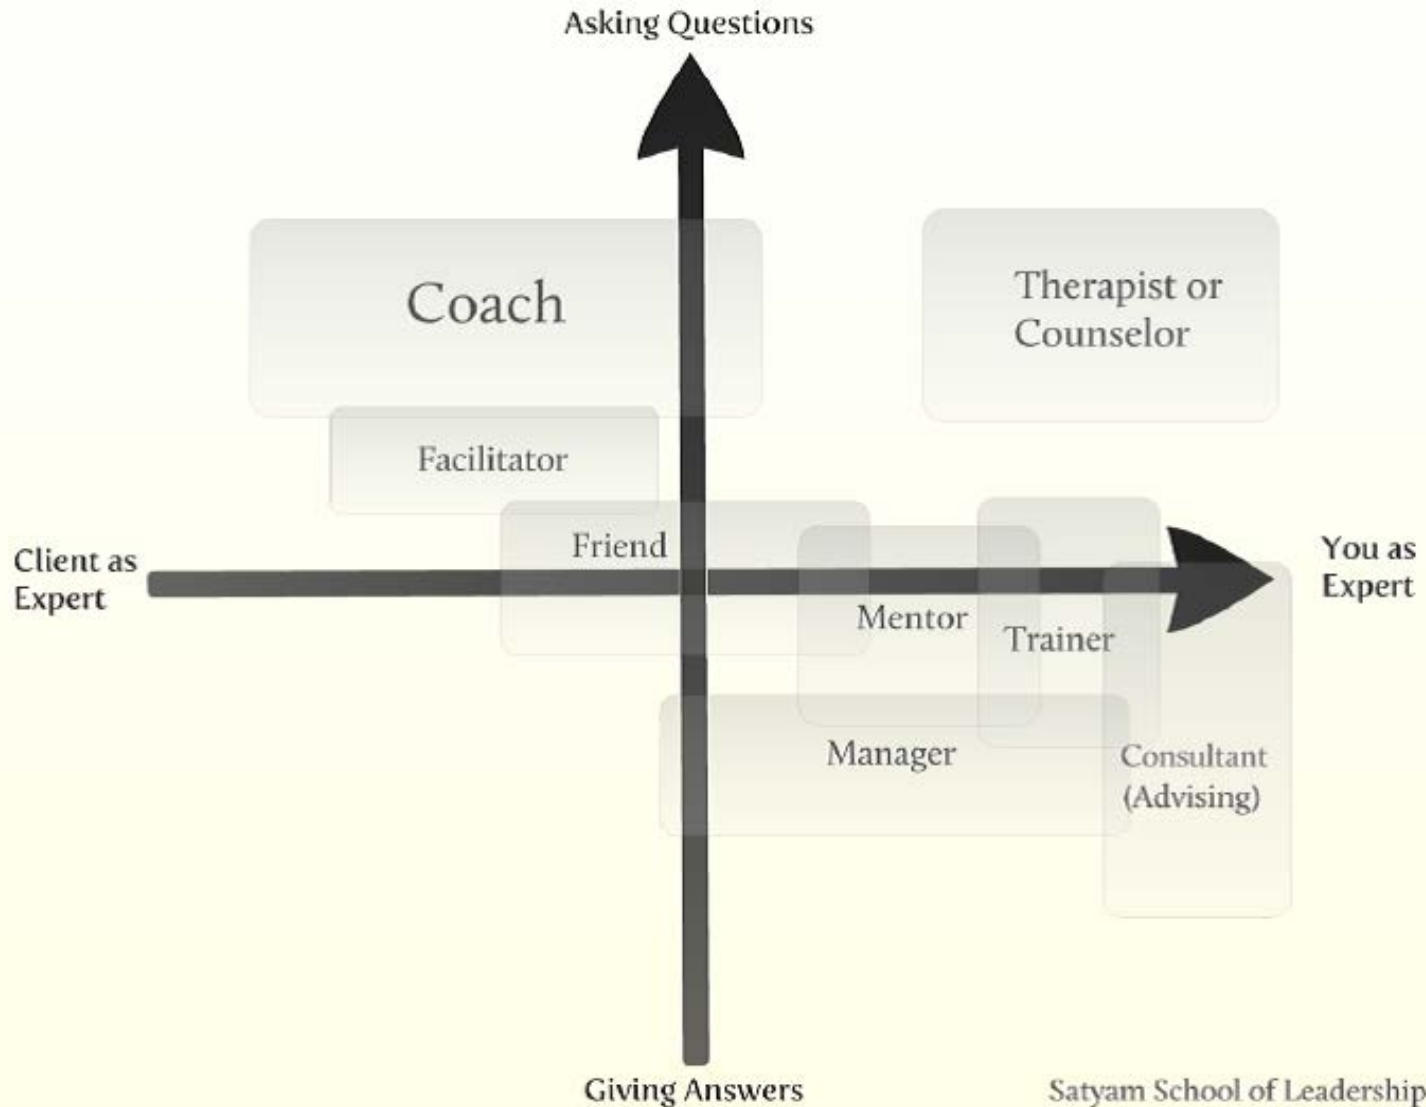 Asking Questions
Coach
Therapist or
Counselor
Facilitator
Friend
Client as
Expert
You as
Expert
Mentor
Trainer
Manager
Consultant
(Advising)
Giving Answers
Satyam School of Leadership